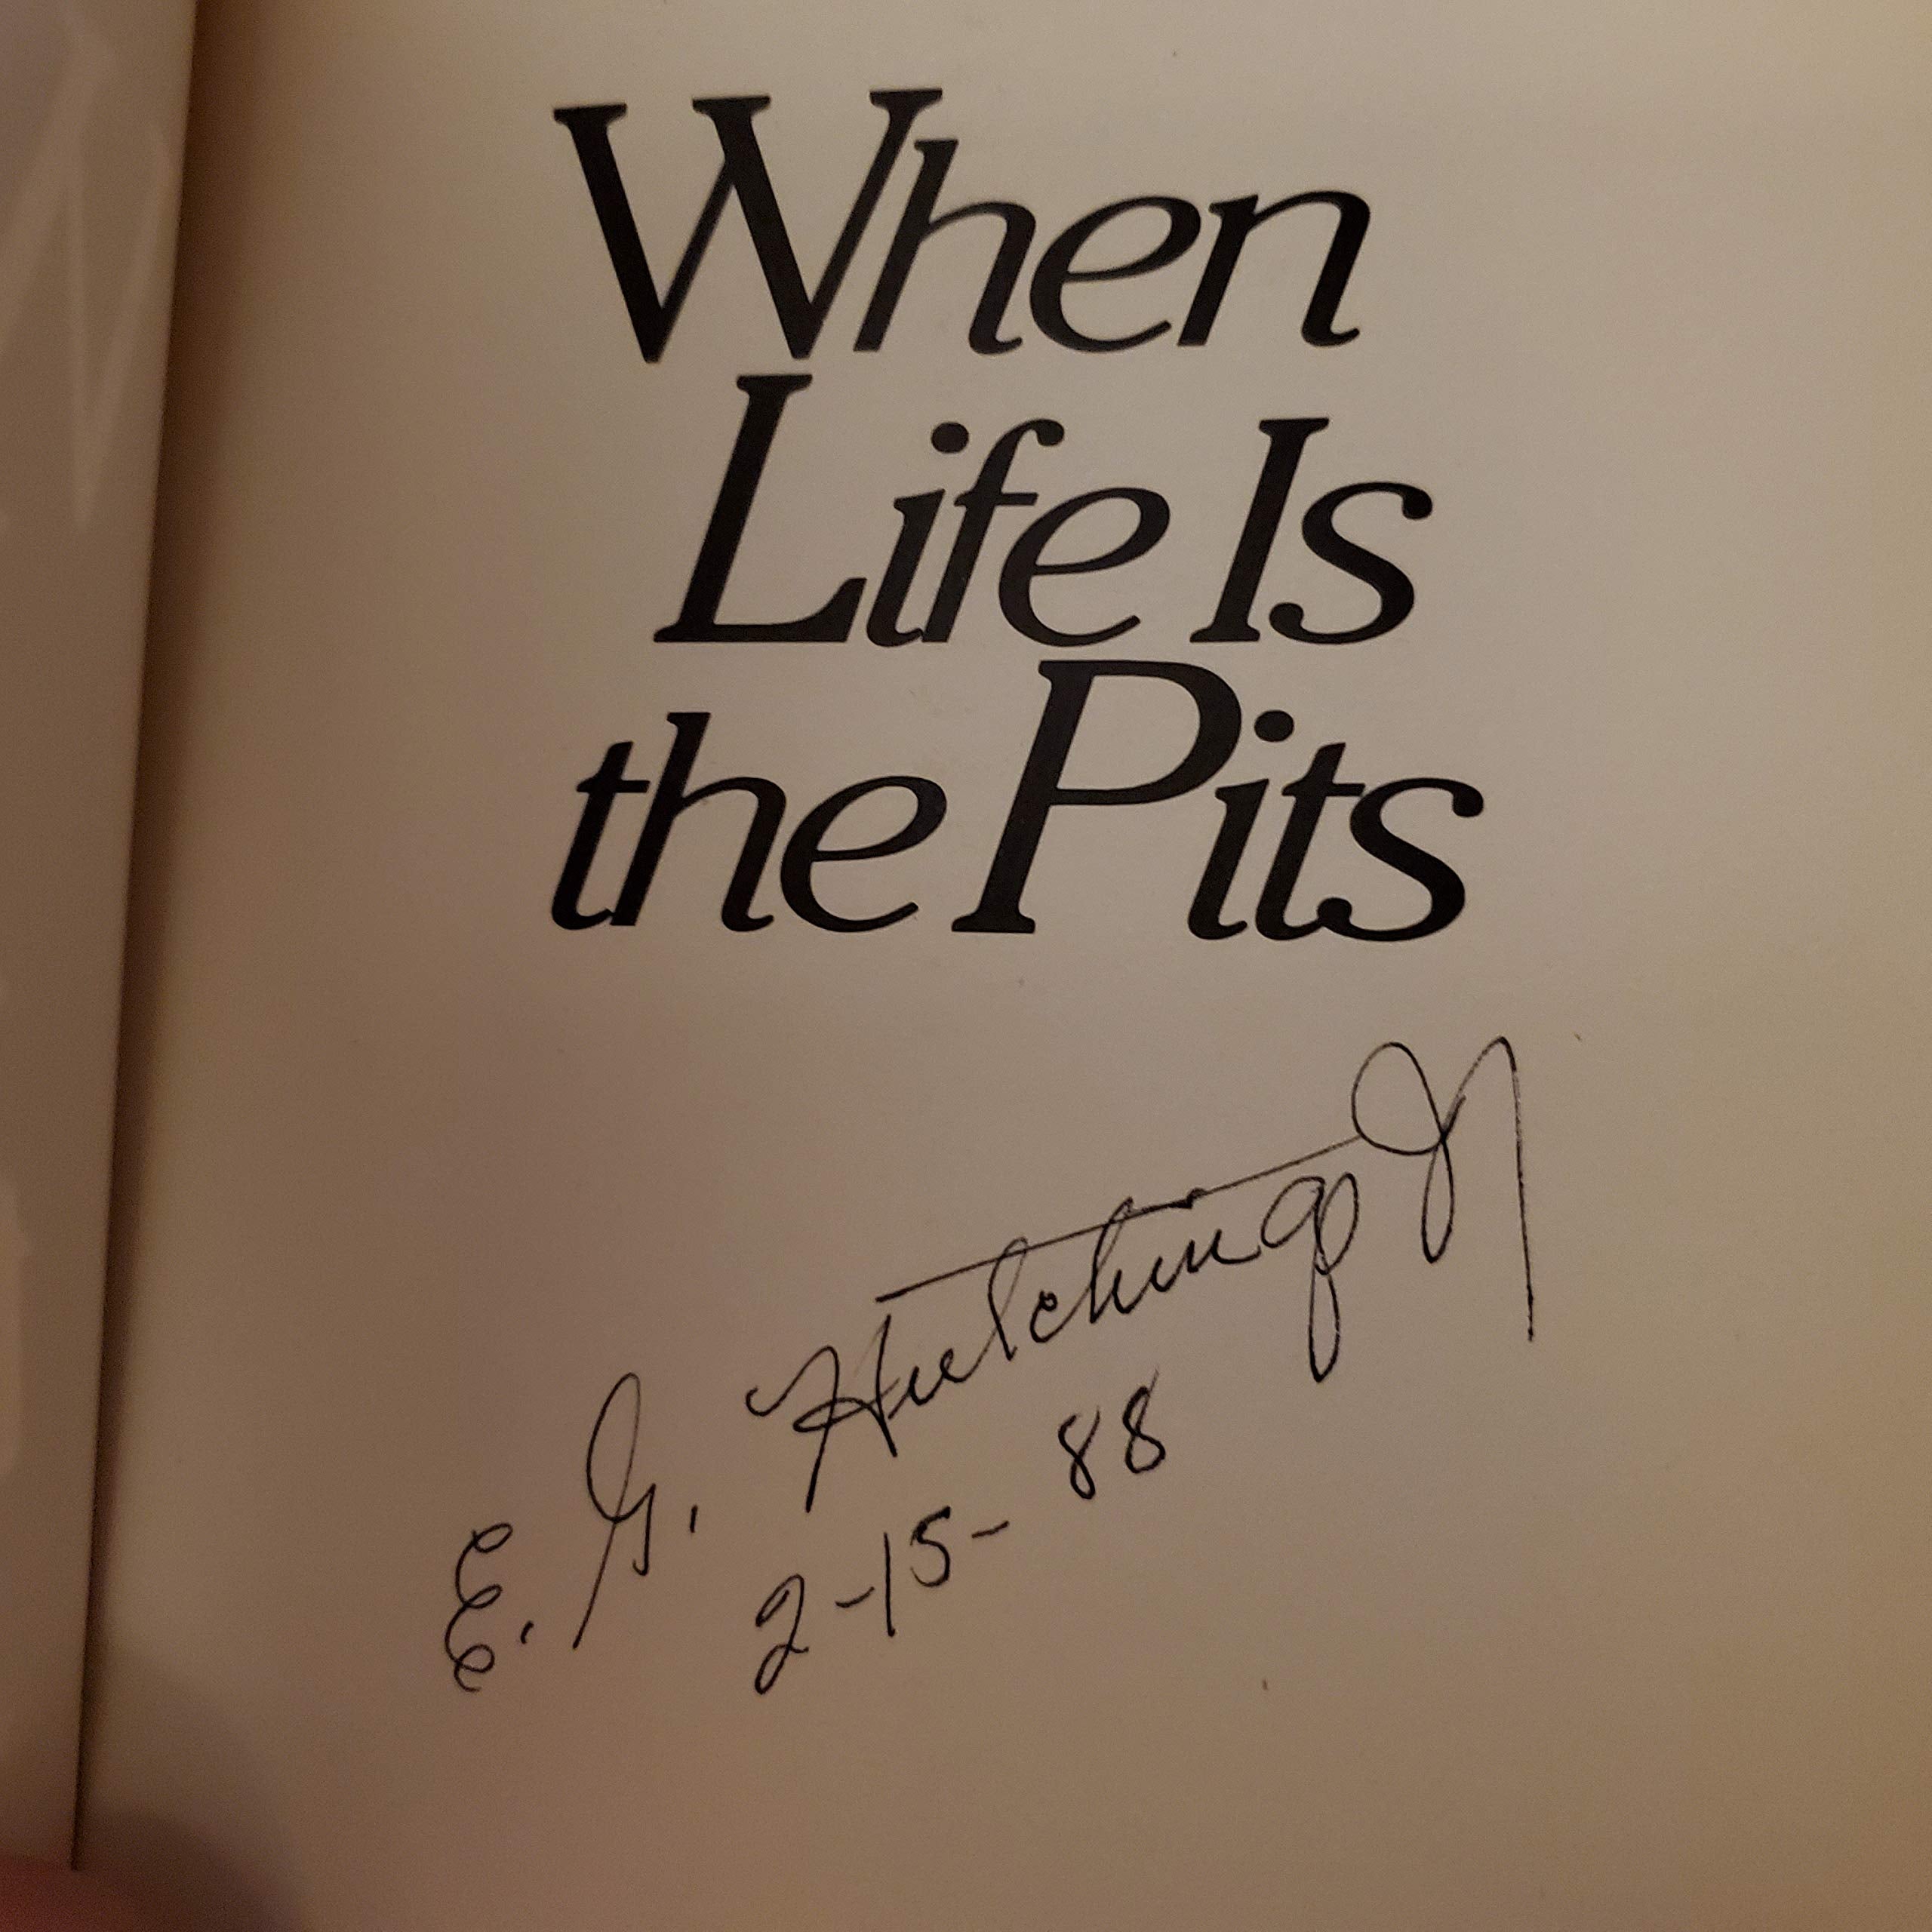 When
Life Is
the Pits
E. G. Hutchings Jr
2-15-88